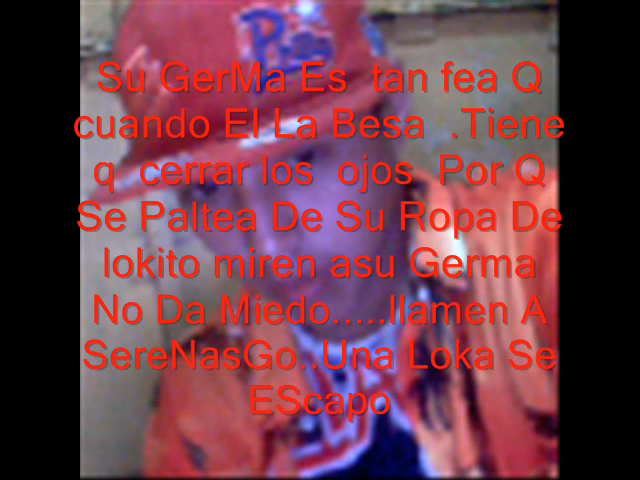 Su GerMa Es tan fea Q
cuando El La Besa .Tiene
q cerrar los ojos Por Q
Se Paltea De Su Ropa De
lokito miren asu Germa
No Da Miedo.....llamen A
SereNasGo..Una Loka Se
EScapo